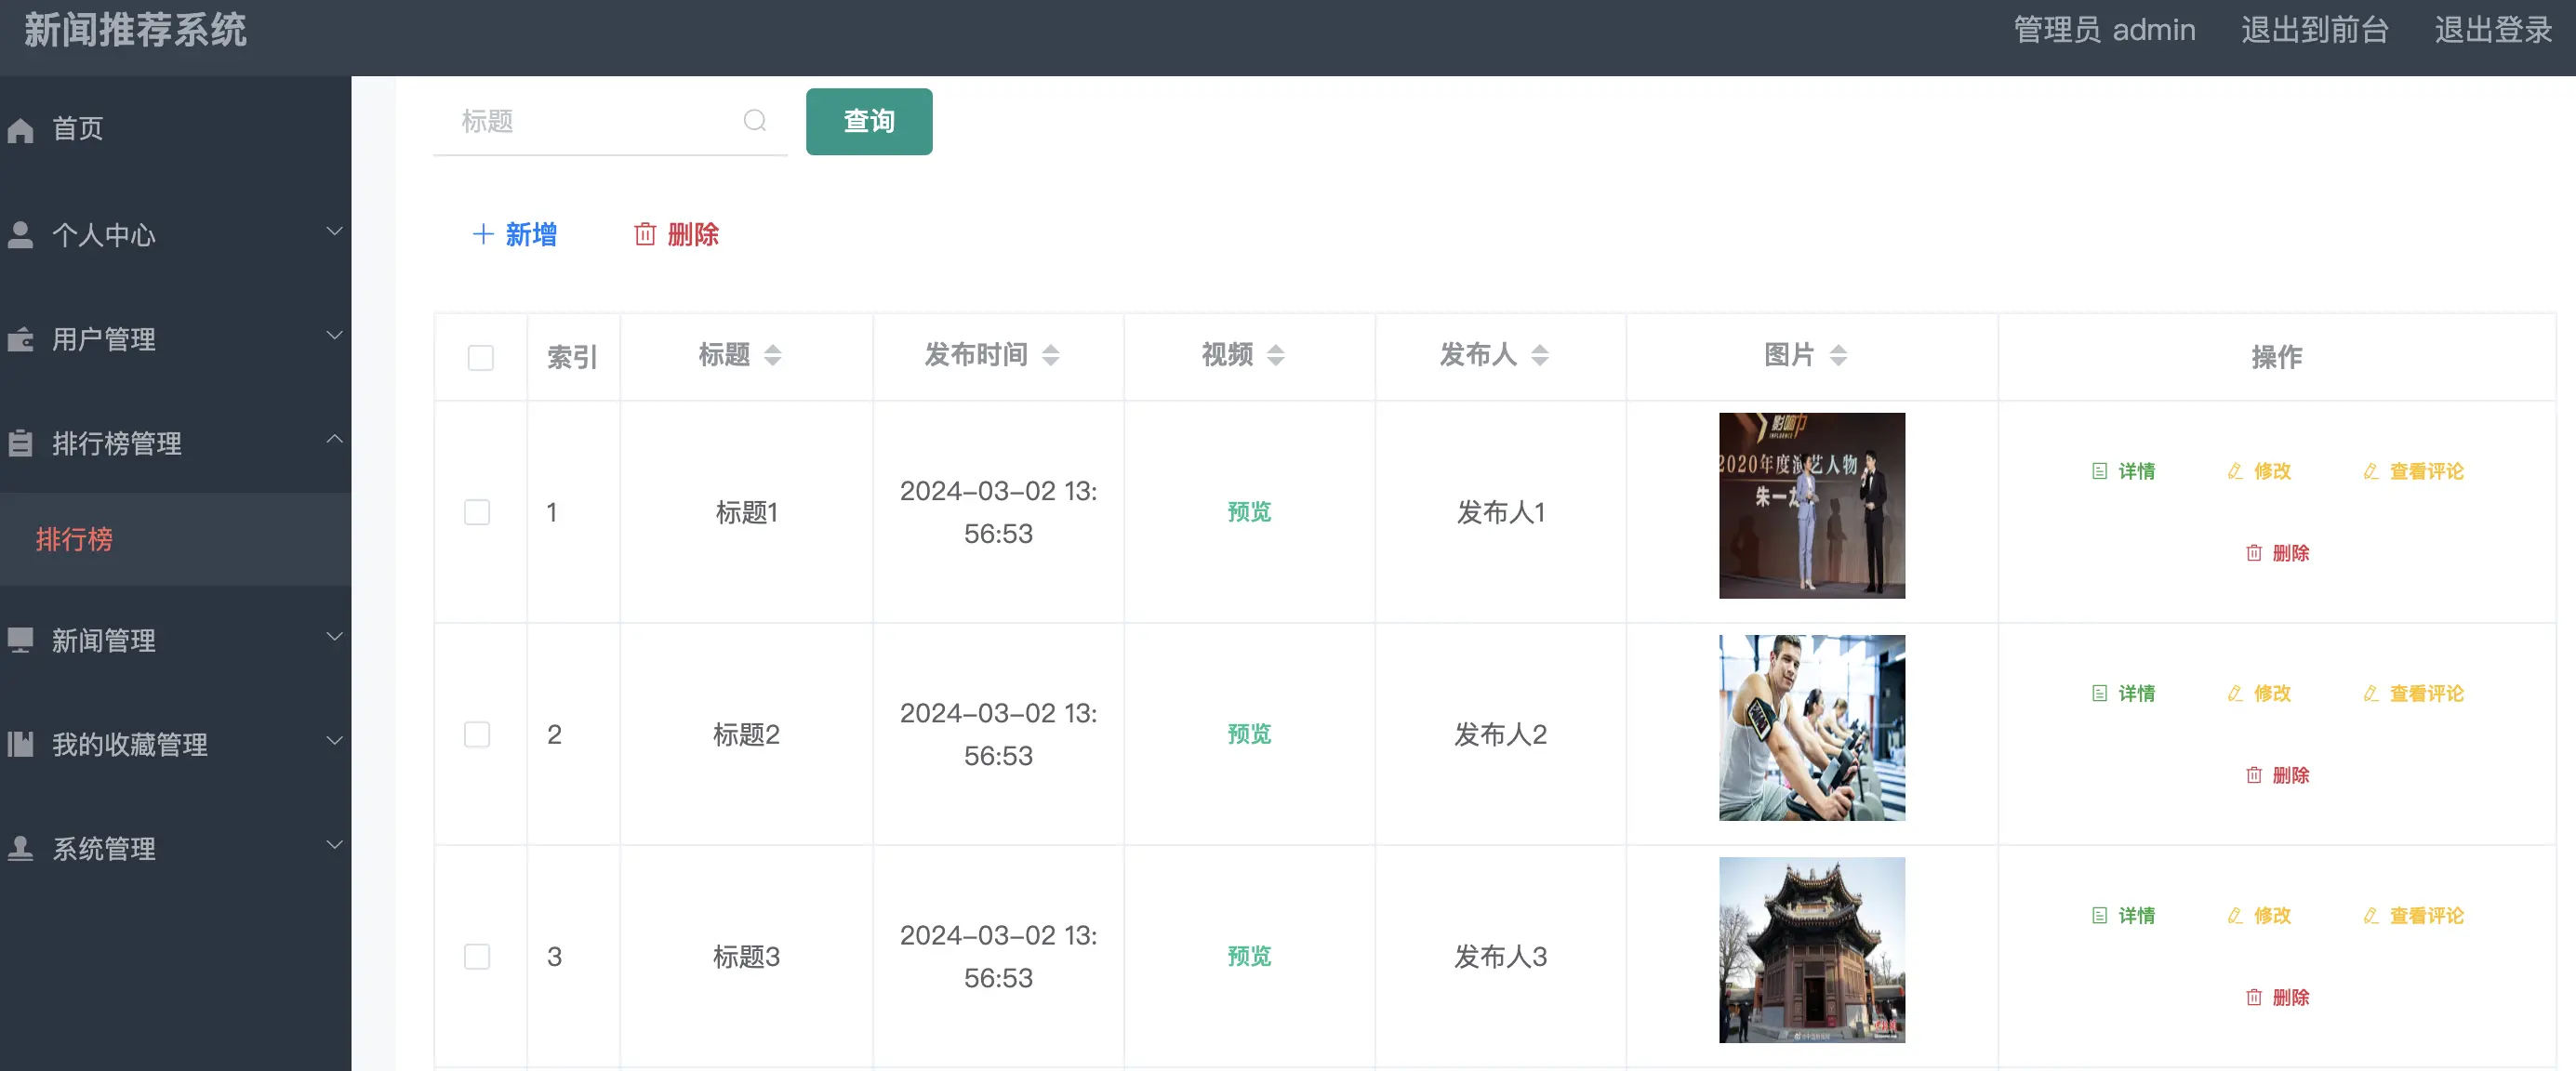 新闻推荐系统
管理员 admin 退出到前台 退出登录
首页
个人中心
用户管理
排行榜管理
排行榜
新闻管理
我的收藏管理
系统管理
标题 查询
新增 删除
索引 标题 发布时间 视频 发布人 图片 操作
影响力
INFLUENCE
2020年度演艺人物
朱一龙
1 标题1 2024-03-02 13:
56:53 预览 发布人1 详情 修改 查看评论
删除
2 标题2 2024-03-02 13:
56:53 预览 发布人2 详情 修改 查看评论
删除
3 标题3 2024-03-02 13:
56:53 预览 发布人3 详情 修改 查看评论
删除